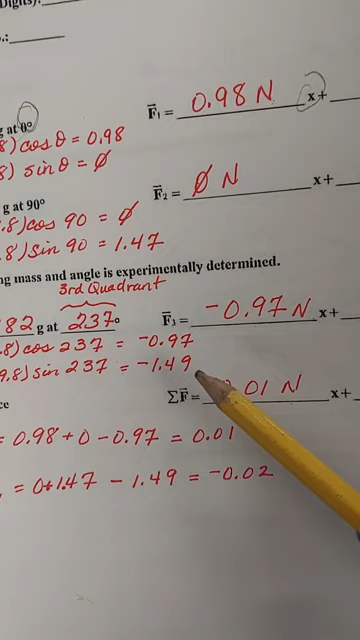 Digits):
F₁ = 0.98 N x+
g at 0°
8) cos θ = 0.98
8) sin θ = ∅
F₂ = ∅ N x+
g at 90°
.8) cos 90 = ∅
.8) sin 90 = 1.47
ng mass and angle is experimentally determined.
3rd Quadrant
82 g at 237° F₃ = -0.97 N x+
.8) cos 237 = -0.97
9.8) sin 237 = -1.49
ce ΣF = .01 N x+
= 0.98 + 0 - 0.97 = 0.01
= 0+1.47 - 1.49 = -0.02